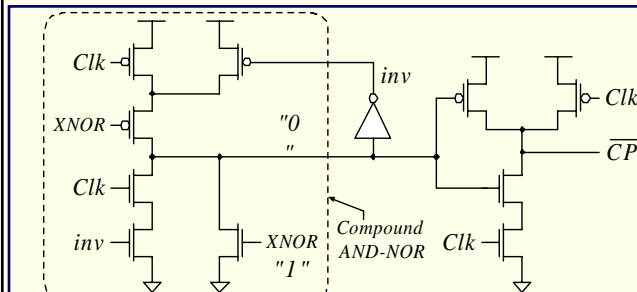 Clk
inv
Clk
XNOR
"0
"
CP
Clk
Compound
AND-NOR
inv
XNOR
"1"
Clk